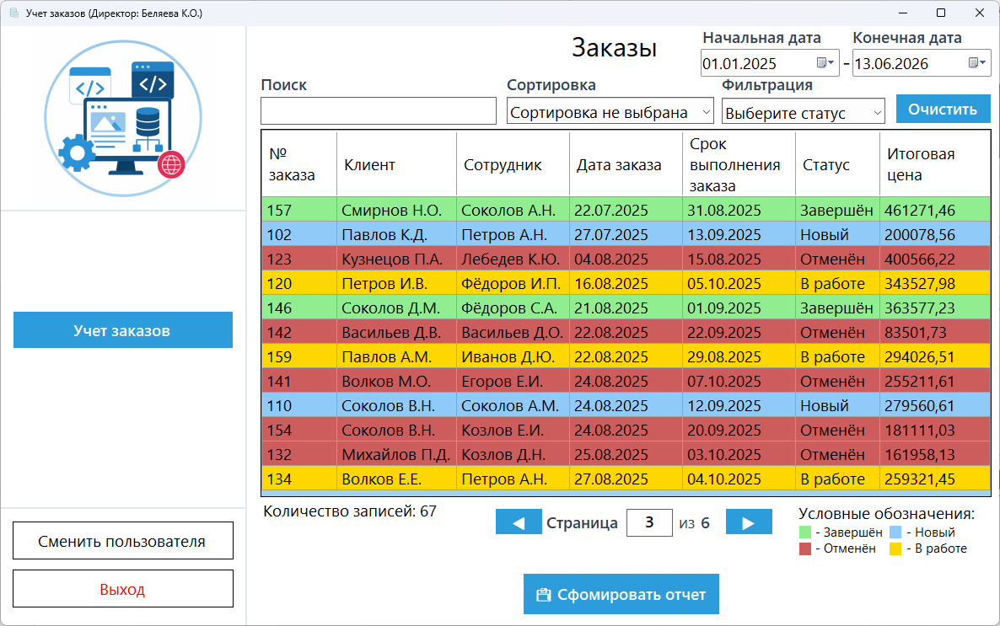 Учет заказов (Директор: Беляева К.О.)
Заказы
Начальная дата Конечная дата
01.01.2025 - 13.06.2026
Поиск Сортировка Фильтрация
Сортировка не выбрана Выберите статус Очистить
№ заказа Клиент Сотрудник Дата заказа Срок выполнения заказа Статус Итоговая цена
157 Смирнов Н.О. Соколов А.Н. 22.07.2025 31.08.2025 Завершён 461271,46
102 Павлов К.Д. Петров А.Н. 27.07.2025 13.09.2025 Новый 200078,56
123 Кузнецов П.А. Лебедев К.Ю. 04.08.2025 15.08.2025 Отменён 400566,22
120 Петров И.В. Фёдоров И.П. 16.08.2025 05.10.2025 В работе 343527,98
146 Соколов Д.М. Фёдоров С.А. 21.08.2025 01.09.2025 Завершён 363577,23
142 Васильев Д.В. Васильев Д.О. 22.08.2025 22.09.2025 Отменён 83501,73
159 Павлов А.М. Иванов Д.Ю. 22.08.2025 29.08.2025 В работе 294026,51
141 Волков М.О. Егоров Е.И. 24.08.2025 07.10.2025 Отменён 255211,61
110 Соколов В.Н. Соколов А.М. 24.08.2025 12.09.2025 Новый 279560,61
154 Соколов В.Н. Козлов Е.И. 24.08.2025 20.09.2025 Отменён 181111,03
132 Михайлов П.Д. Козлов Д.Н. 25.08.2025 03.10.2025 Отменён 161958,13
134 Волков Е.Е. Петров А.Н. 27.08.2025 04.10.2025 В работе 259321,45
Учет заказов
Сменить пользователя
Выход
Количество записей: 67
Страница 3 из 6
Условные обозначения:
- Завершён - Новый
- Отменён - В работе
Сфомировать отчет